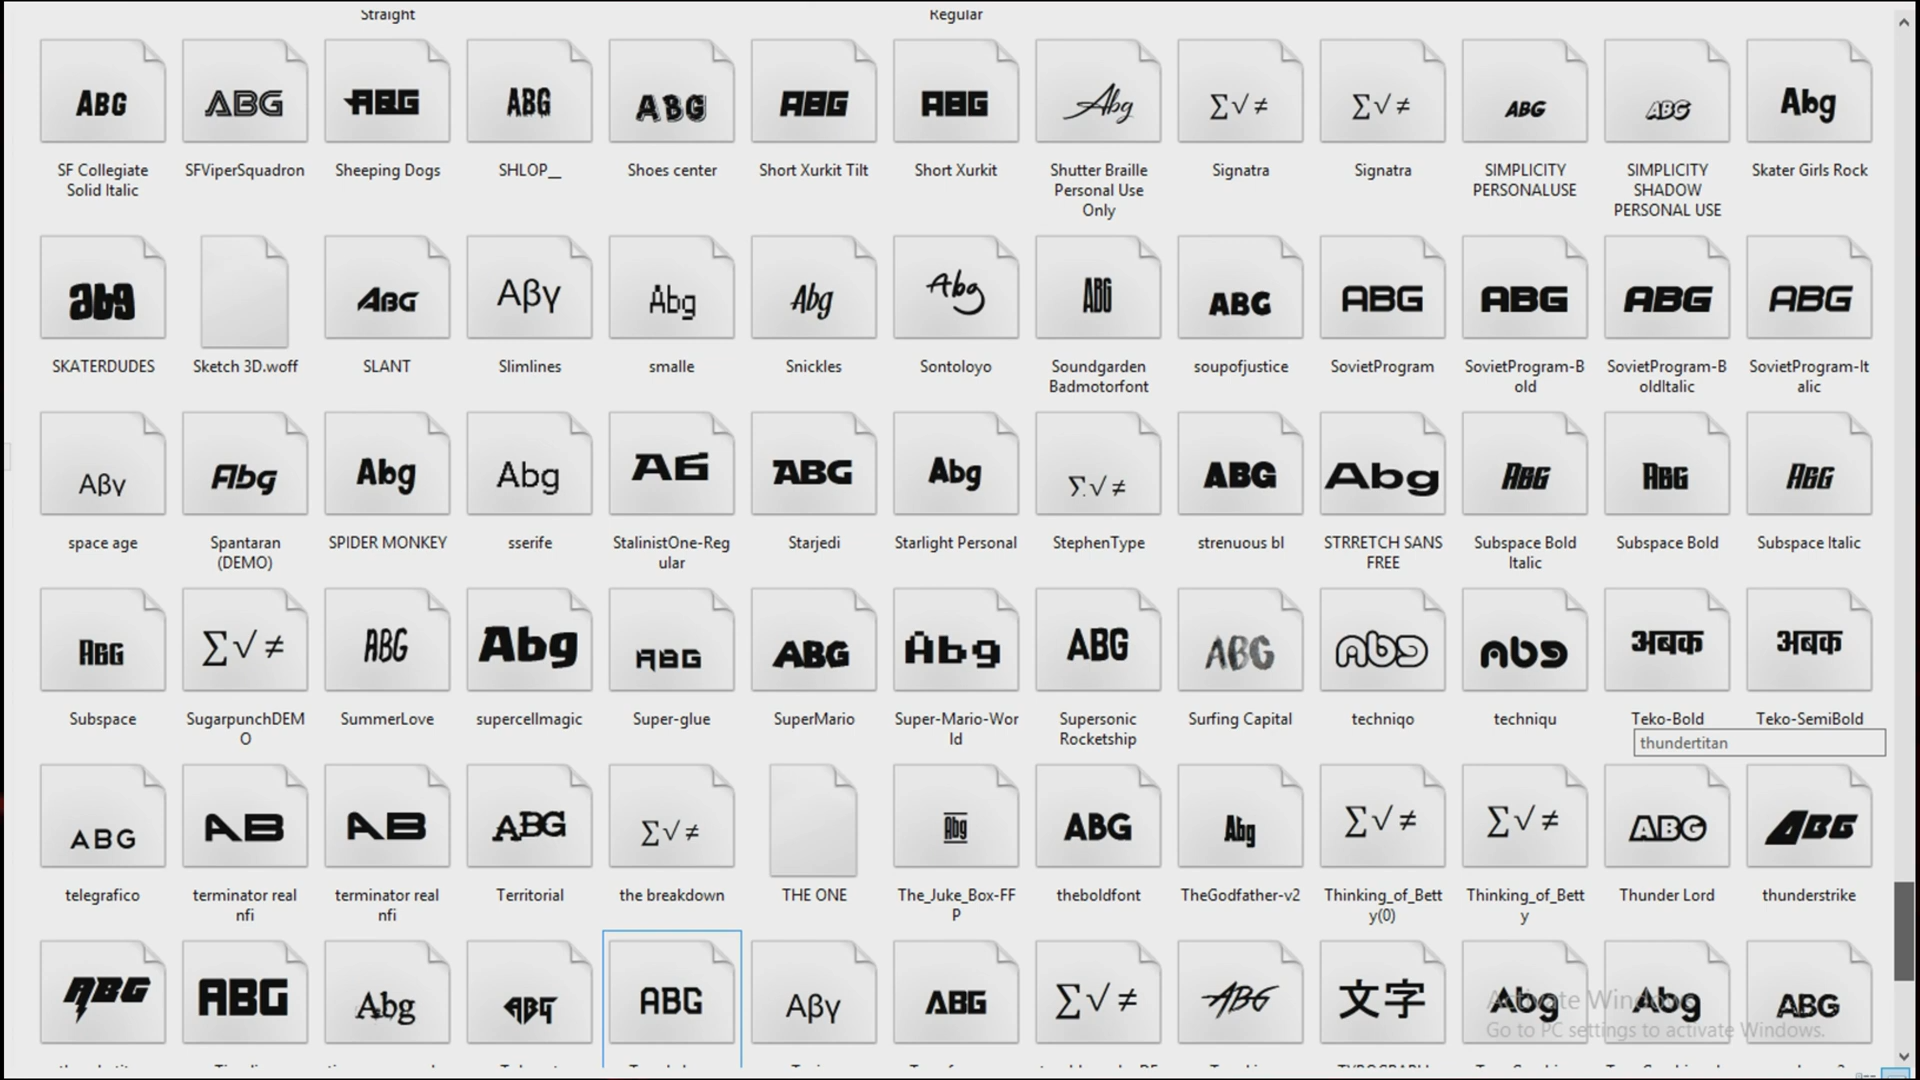 Straight Regular
ABG ABG ABG ABG ABG ABG ABG Abg ∑√≠ ∑√≠ ABG ABG Abg
SF Collegiate SFViperSquadron Sheeping Dogs SHLOP__ Shoes center Short Xurkit Tilt Short Xurkit Shutter Braille Signatra Signatra SIMPLICITY SIMPLICITY Skater Girls Rock
Solid Italic Personal Use PERSONALUSE SHADOW
Only PERSONAL USE
abg ABG Αβγ Abg Abg Abg ABG ABG ABG ABG ABG ABG
SKATERDUDES Sketch 3D.woff SLANT Slimlines smalle Snickles Sontoloyo Soundgarden soupofjustice SovietProgram SovietProgram-B SovietProgram-B SovietProgram-It
Badmotorfont old oldItalic alic
Αβγ Abg Abg Abg AG ABG Abg ∑√≠ ABG Abg ABG ABG ABG
space age Spantaran SPIDER MONKEY sserife StalinistOne-Reg Starjedi Starlight Personal StephenType strenuous bl STRRETCH SANS Subspace Bold Subspace Bold Subspace Italic
(DEMO) ular FREE Italic
ABG ∑√≠ ABG Abg ABG ABG Abg ABG ABG abg abg अबक अबक
Subspace SugarpunchDEM SummerLove supercellmagic Super-glue SuperMario Super-Mario-Wor Supersonic Surfing Capital techniqo techniqu Teko-Bold Teko-SemiBold
O ld Rocketship
thundertitan
ABG AB AB ABG ∑√≠ Abg ABG Abg ∑√≠ ∑√≠ ABG ABG
telegrafico terminator real terminator real Territorial the breakdown THE ONE The_Juke_Box-FF theboldfont TheGodfather-v2 Thinking_of_Bett Thinking_of_Bett Thunder Lord thunderstrike
nfi nfi P y(0) y
ABG ABG Abg ABG ABG Αβγ ABG ∑√≠ ABG 文字 Abg Abg ABG
Activate Windows
Go to PC settings to activate Windows.